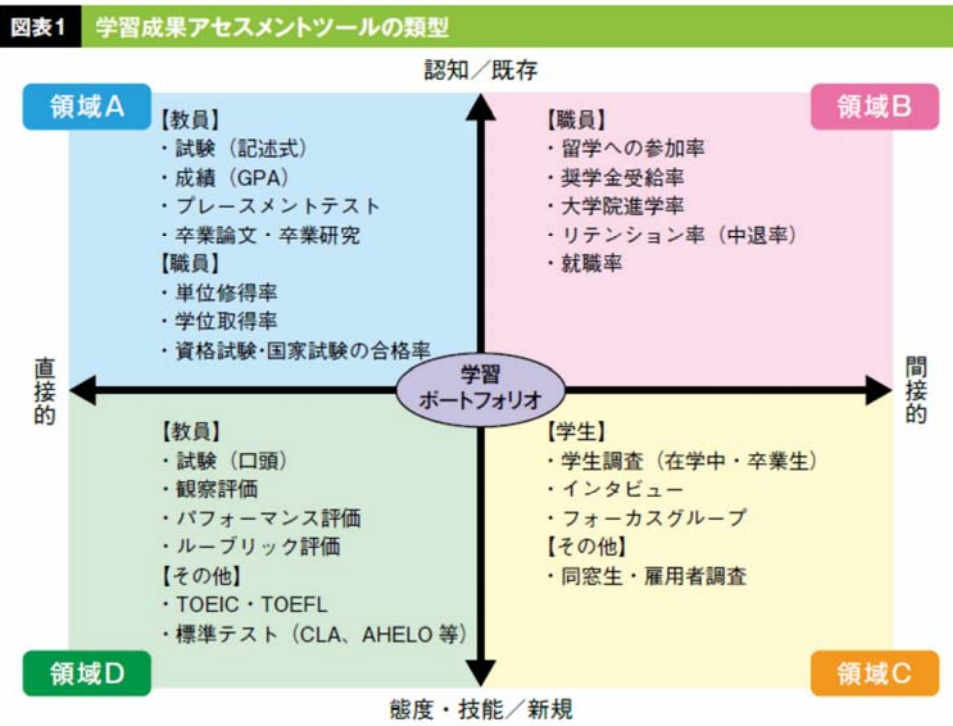 図表1 学習成果アセスメントツールの類型
認知／既存
領域A
【教員】
・試験（記述式）
・成績（GPA）
・プレースメントテスト
・卒業論文・卒業研究
【職員】
・単位修得率
・学位取得率
・資格試験・国家試験の合格率
領域B
【職員】
・留学への参加率
・奨学金受給率
・大学院進学率
・リテンション率（中退率）
・就職率
直接的
学習
ポートフォリオ
間接的
【教員】
・試験（口頭）
・観察評価
・パフォーマンス評価
・ルーブリック評価
【その他】
・TOEIC・TOEFL
・標準テスト（CLA、AHELO 等）
領域D
【学生】
・学生調査（在学中・卒業生）
・インタビュー
・フォーカスグループ
【その他】
・同窓生・雇用者調査
領域C
態度・技能／新規